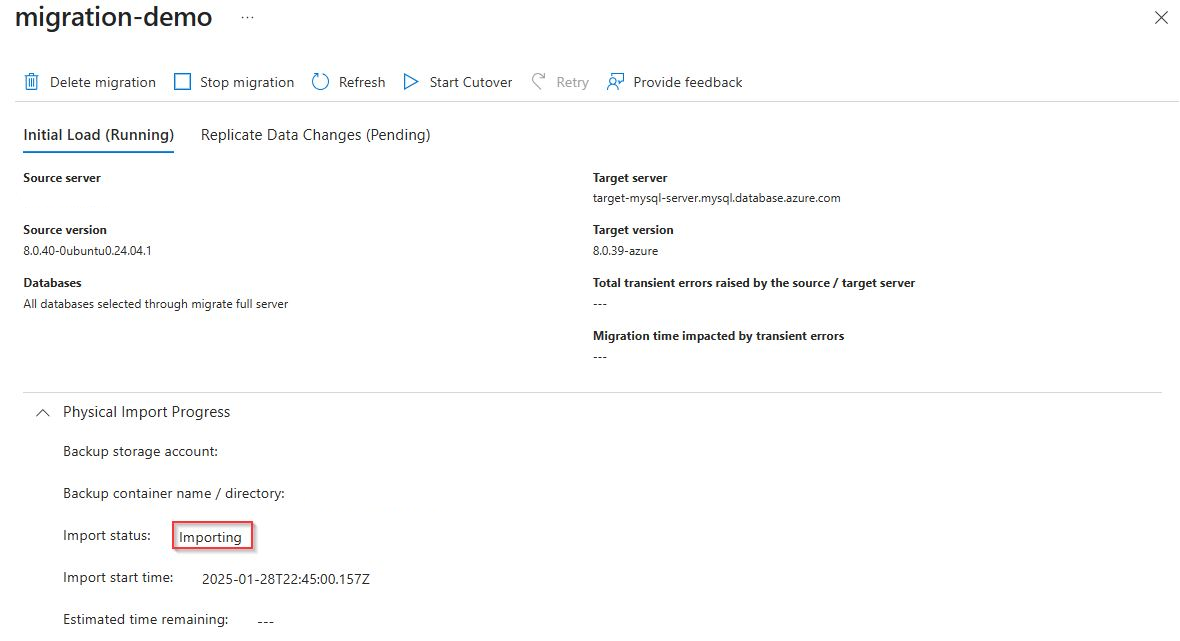 migration-demo ...
Delete migration Stop migration Refresh Start Cutover Retry Provide feedback
Initial Load (Running) Replicate Data Changes (Pending)
Source server
Target server
target-mysql-server.mysql.database.azure.com
Source version
8.0.40-0ubuntu0.24.04.1
Target version
8.0.39-azure
Databases
All databases selected through migrate full server
Total transient errors raised by the source / target server
---
Migration time impacted by transient errors
---
Physical Import Progress
Backup storage account:
Backup container name / directory:
Import status: Importing
Import start time: 2025-01-28T22:45:00.157Z
Estimated time remaining: ---